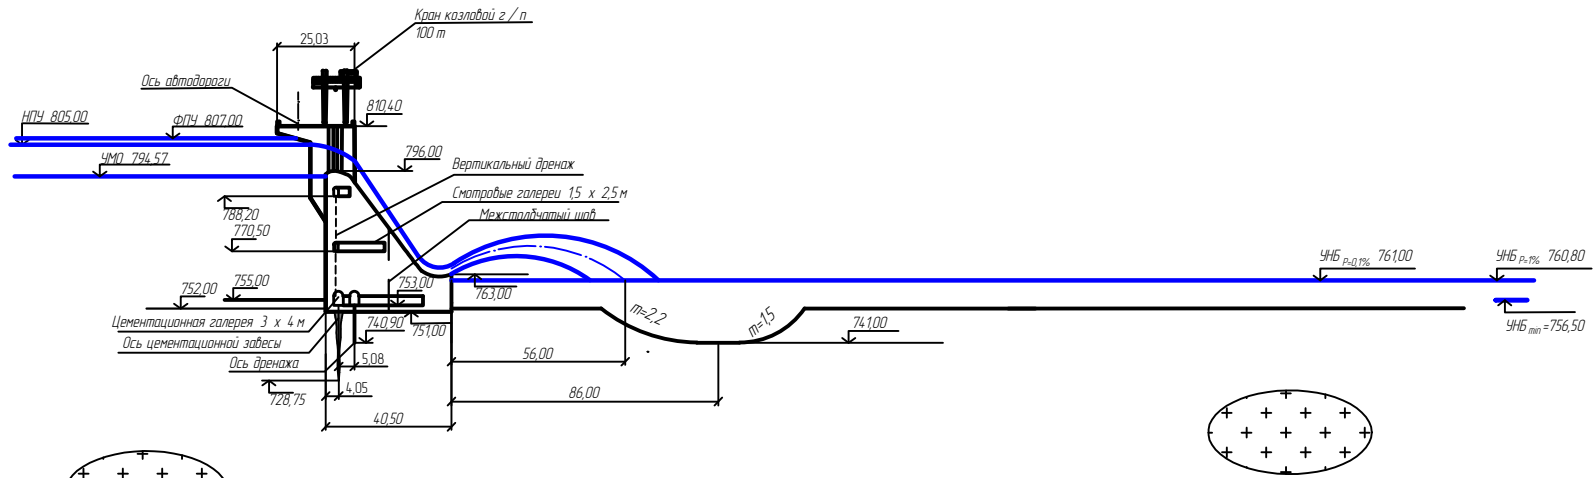 Кран козловой г / п
100 т
25,03
Ось автодороги
НПУ 805,00
ФПУ 807,00
810,40
УМО 794,57
796,00
Вертикальный дренаж
Смотровые галереи 1,5 х 2,5 м
Межстолбчатый шов
788,20
770,50
УНБ р=0,1% 761,00
УНБ р=1% 760,80
755,00
752,00
753,00
763,00
Цементационная галерея 3 х 4 м
740,90
751,00
m=2,2
m=1,5
741,00
УНБ min =756,50
Ось цементационной завесы
Ось дренажа
5,08
56,00
728,75
4,05
86,00
40,50